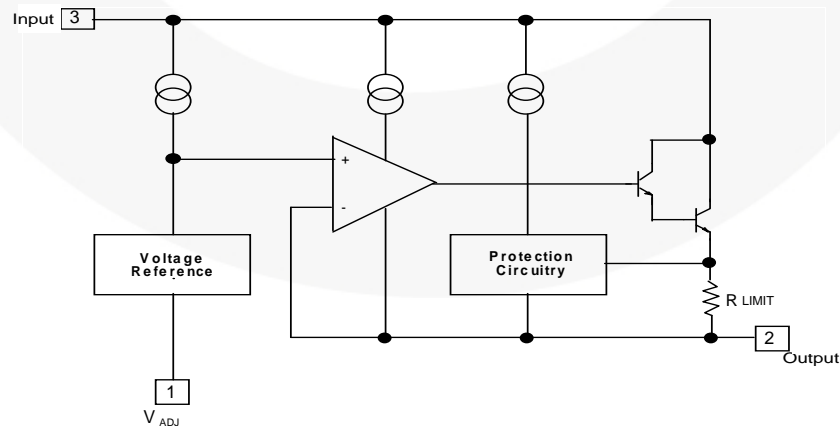 Input 3
+
-
Voltage
Reference
Protection
Circuitry
R LIMIT
2
Output
1
V ADJ